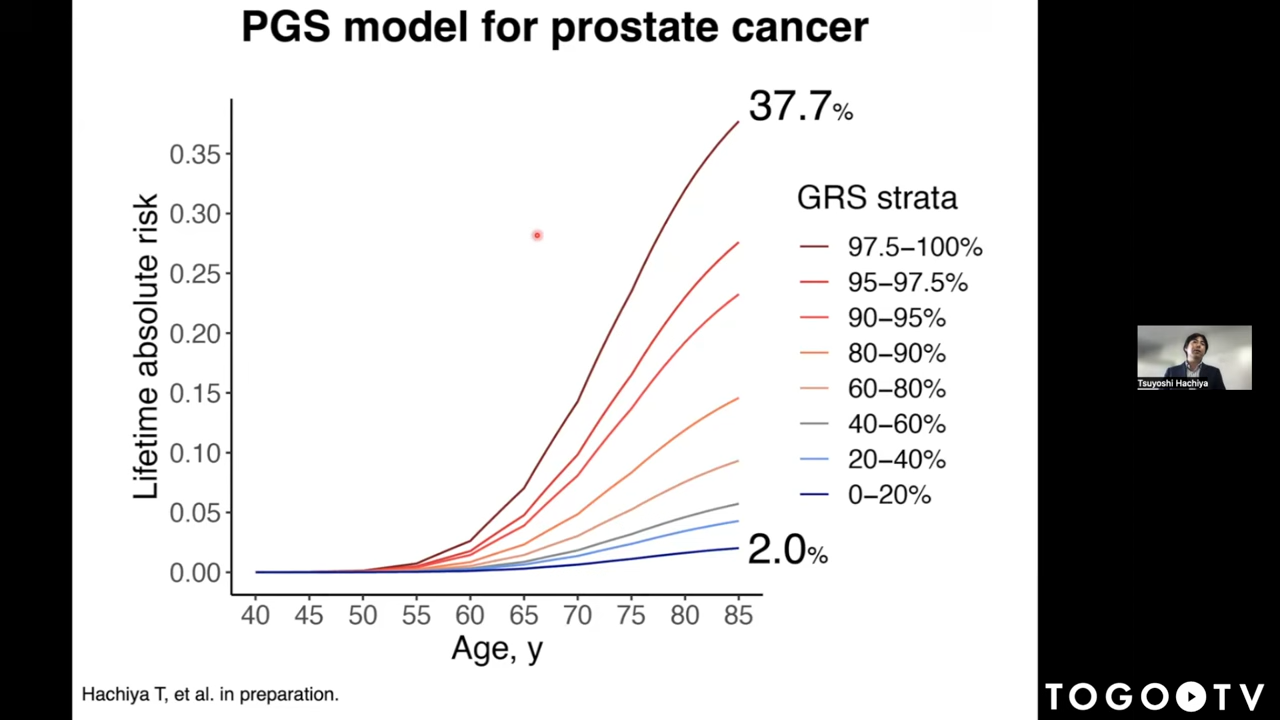 PGS model for prostate cancer
37.7%
0.35
0.30
0.25
0.20
0.15
0.10
0.05
0.00
Lifetime absolute risk
GRS strata
97.5–100%
95–97.5%
90–95%
80–90%
60–80%
40–60%
20–40%
0–20%
2.0%
40 45 50 55 60 65 70 75 80 85
Age, y
Hachiya T, et al. in preparation.
Tsuyoshi Hachiya
TOGO TV